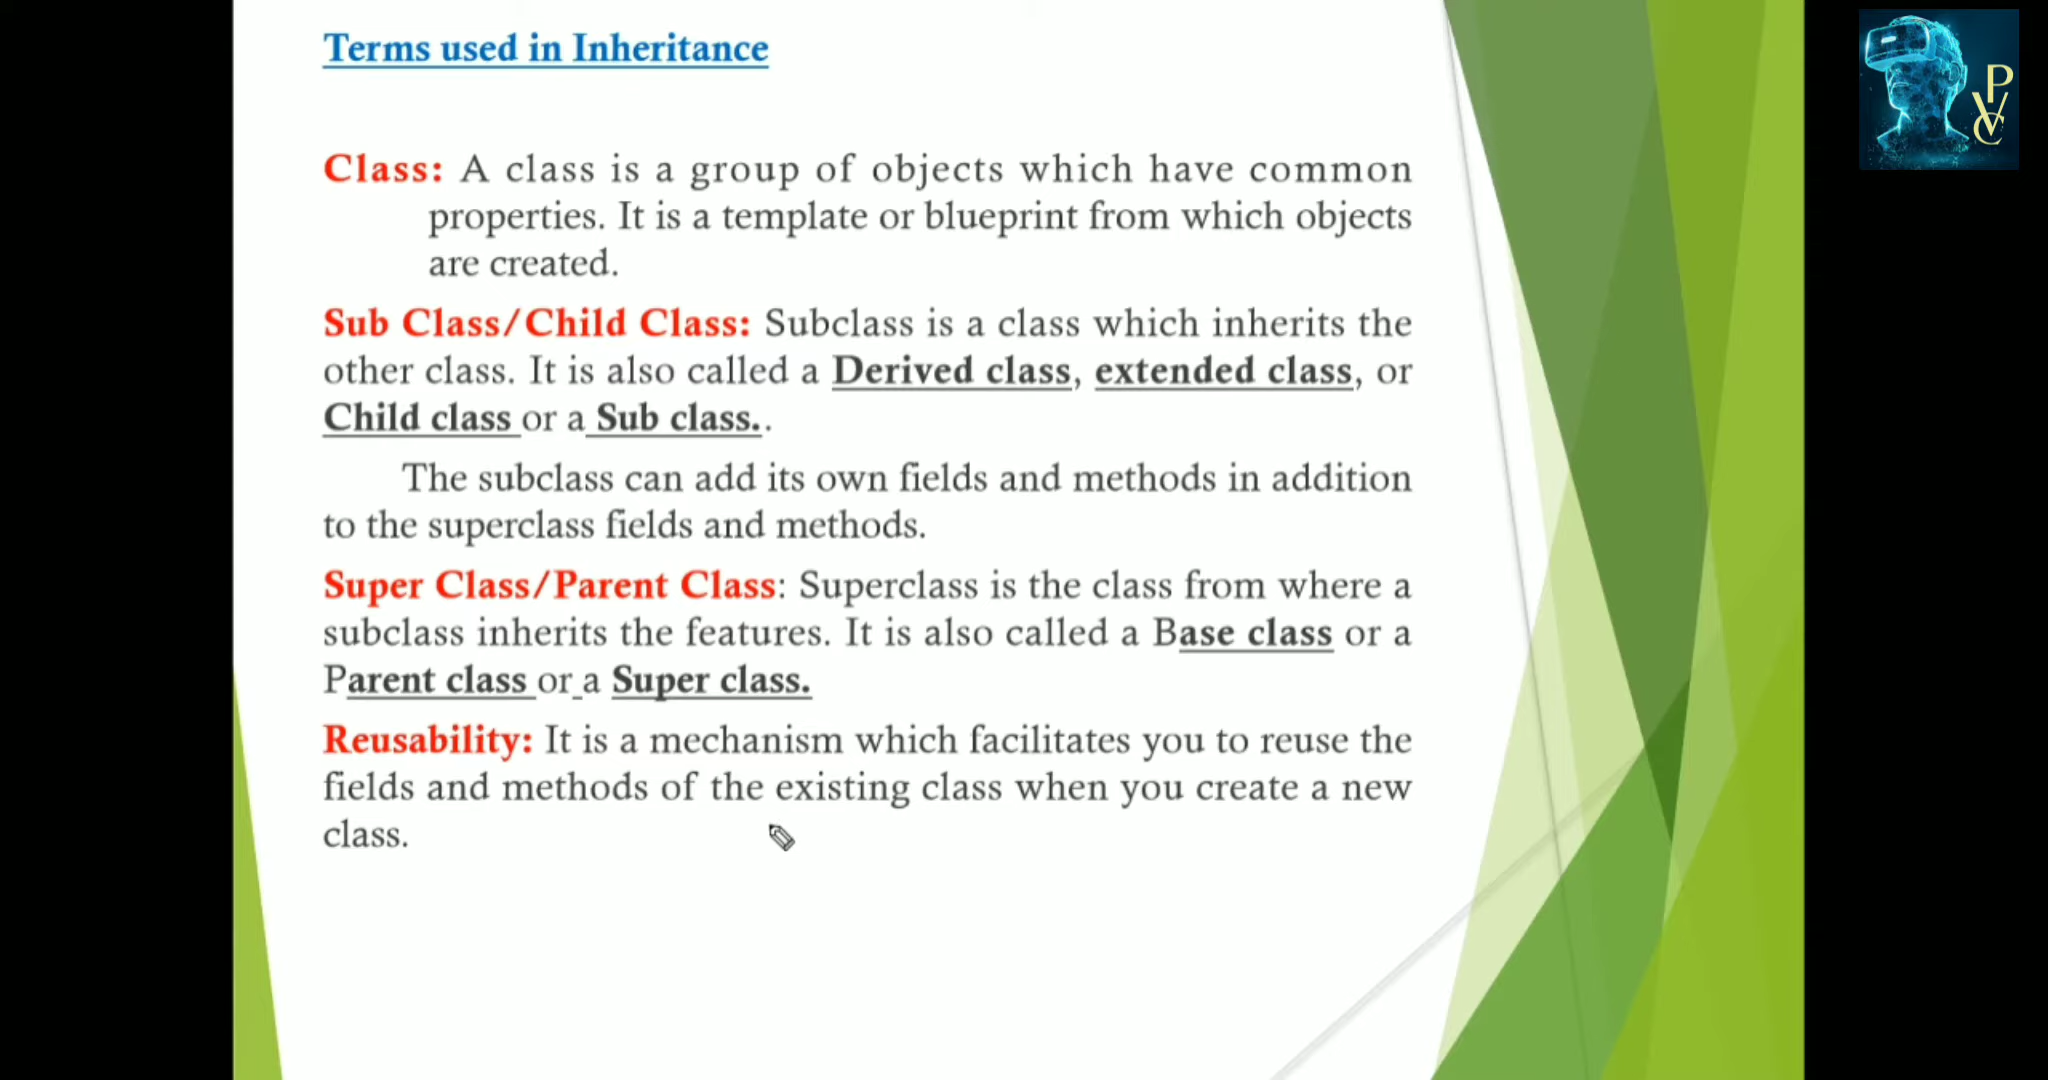 Terms used in Inheritance
Class: A class is a group of objects which have common
properties. It is a template or blueprint from which objects
are created.
Sub Class/Child Class: Subclass is a class which inherits the
other class. It is also called a Derived class, extended class, or
Child class or a Sub class..
The subclass can add its own fields and methods in addition
to the superclass fields and methods.
Super Class/Parent Class: Superclass is the class from where a
subclass inherits the features. It is also called a Base class or a
Parent class or a Super class.
Reusability: It is a mechanism which facilitates you to reuse the
fields and methods of the existing class when you create a new
class.
PVC